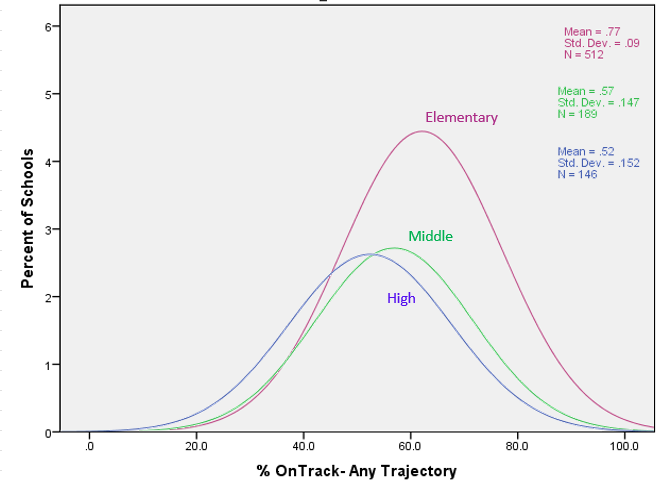 Mean = .77
Std. Dev. = .09
N = 512
Mean = .57
Std. Dev. = .147
N = 189
Mean = .52
Std. Dev. = .152
N = 146
Elementary
Middle
High
Percent of Schools
6
5
4
3
2
1
0
.0 20.0 40.0 60.0 80.0 100.0
% OnTrack- Any Trajectory